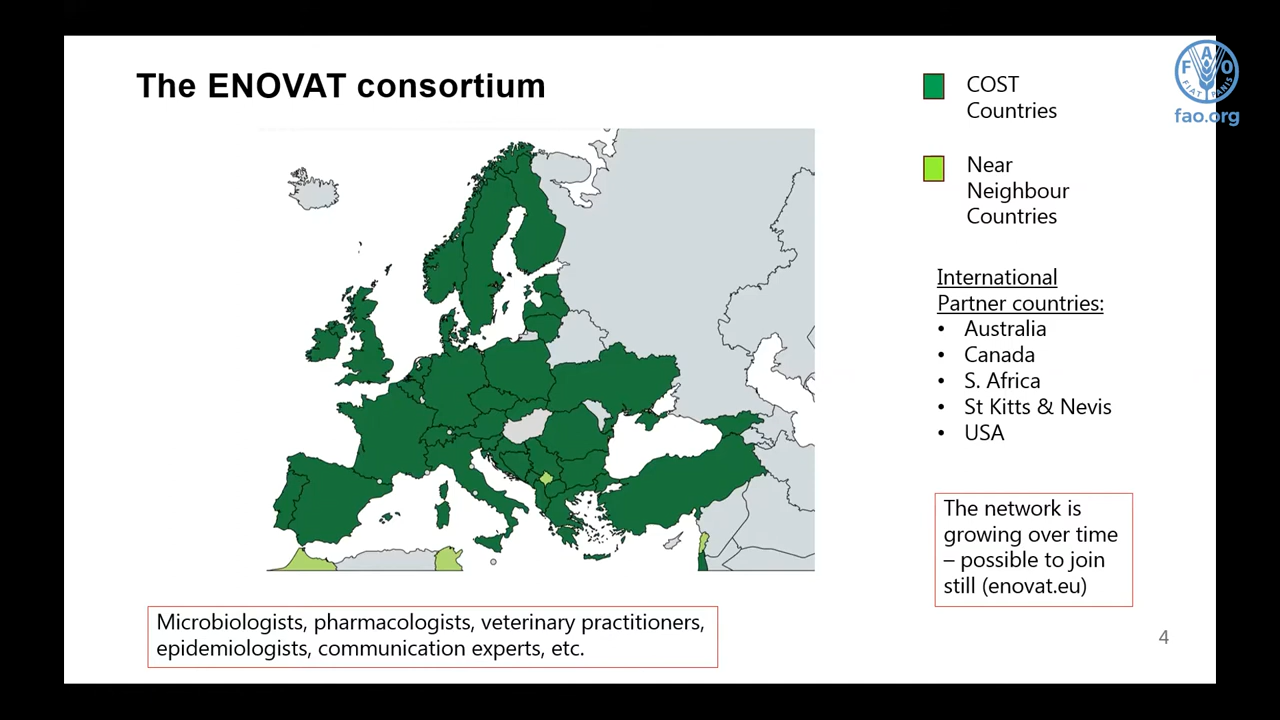 The ENOVAT consortium
COST
Countries
Near
Neighbour
Countries
International
Partner countries:
• Australia
• Canada
• S. Africa
• St Kitts & Nevis
• USA
The network is
growing over time
– possible to join
still (enovat.eu)
Microbiologists, pharmacologists, veterinary practitioners,
epidemiologists, communication experts, etc.
4
F A O
FIAT PANIS
fao.org